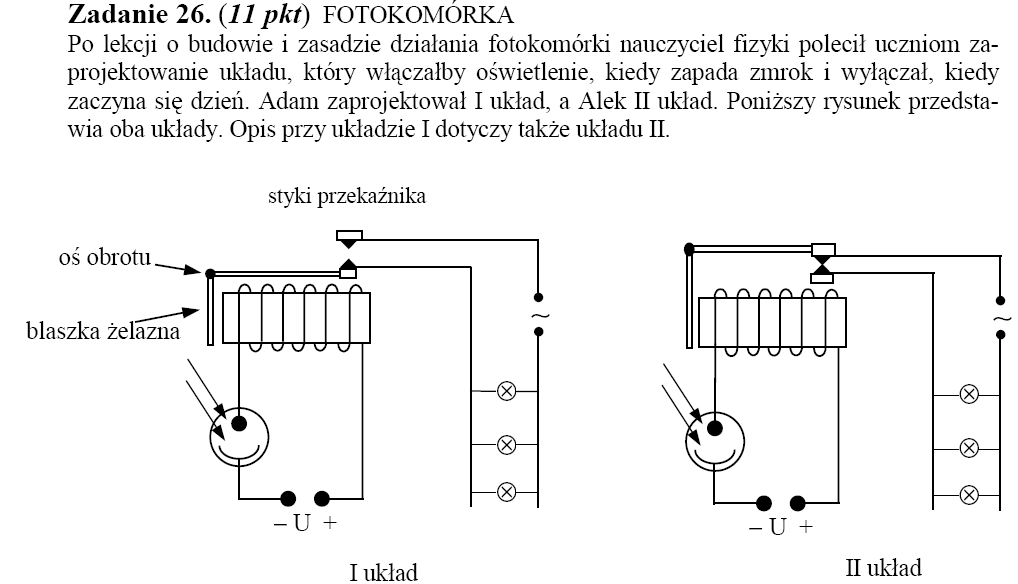 Zadanie 26. (11 pkt) FOTOKOMÓRKA
Po lekcji o budowie i zasadzie działania fotokomórki nauczyciel fizyki polecił uczniom za-
projektowanie układu, który włączałby oświetlenie, kiedy zapada zmrok i wyłączał, kiedy
zaczyna się dzień. Adam zaprojektował I układ, a Alek II układ. Poniższy rysunek przedsta-
wia oba układy. Opis przy układzie I dotyczy także układu II.
styki przekaźnika
oś obrotu
blaszka żelazna
~
~
– U +
– U +
I układ
II układ